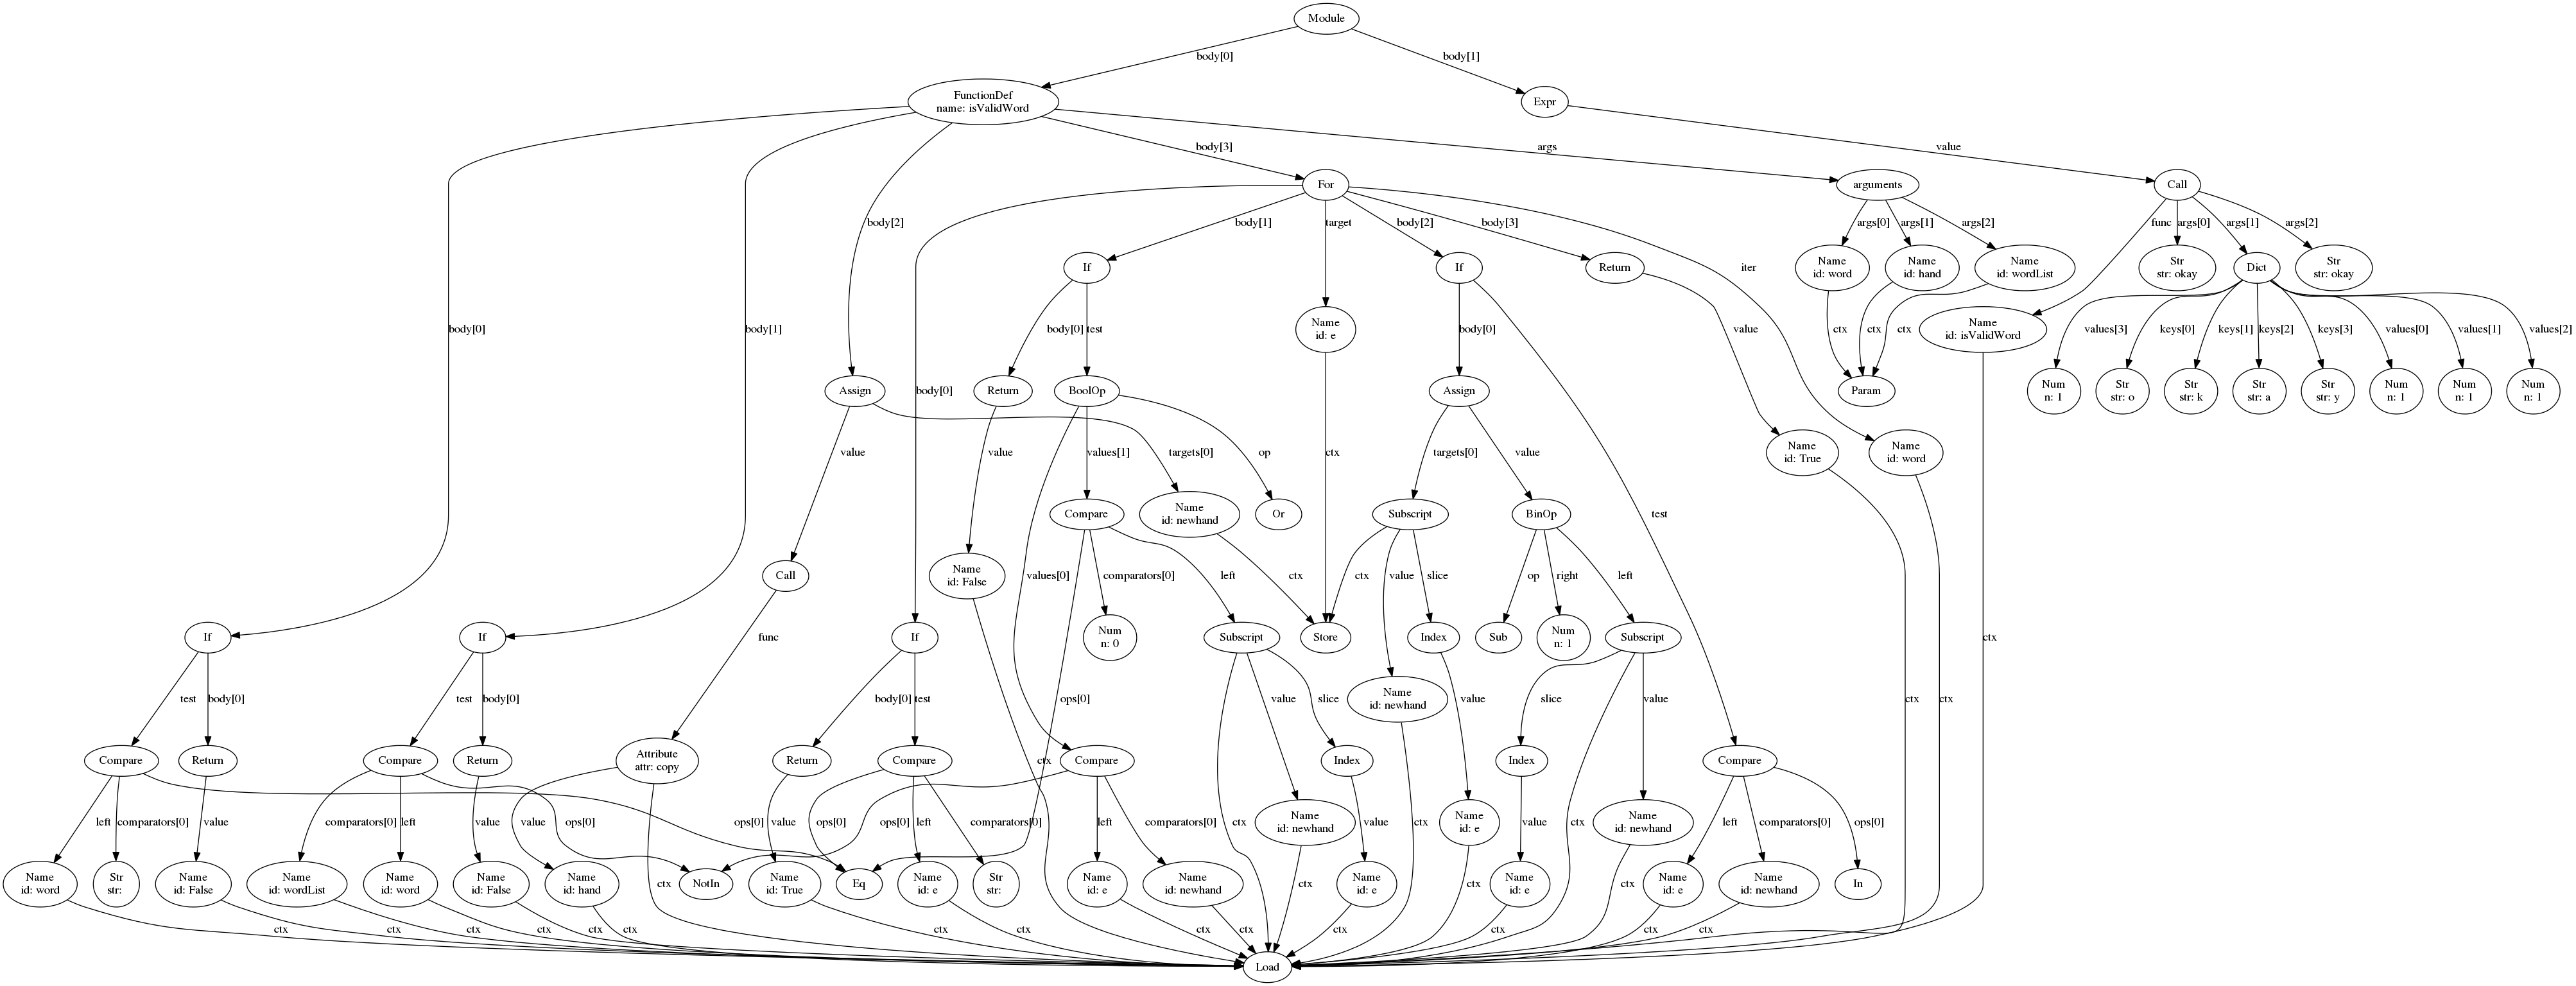 Module
body[0]
body[1]
FunctionDef
name: isValidWord
Expr
body[3]
args
value
For
arguments
Call
body[2]
body[1]
target
body[2]
body[3]
args[0]
args[1]
args[2]
func
args[0]
args[1]
args[2]
If
If
Return
iter
Name
id: word
Name
id: hand
Name
id: wordList
Str
str: okay
Dict
Str
str: okay
body[0]
body[1]
body[0]
test
Name
id: e
body[0]
value
ctx
ctx
ctx
Name
id: isValidWord
values[3]
keys[0]
keys[1]
keys[2]
keys[3]
values[0]
values[1]
values[2]
Assign
body[0]
Return
BoolOp
Assign
Param
Num
n: 1
Str
str: o
Str
str: k
Str
str: a
Str
str: y
Num
n: 1
Num
n: 1
Num
n: 1
value
targets[0]
value
values[1]
op
ctx
targets[0]
value
Name
id: True
Name
id: word
Compare
Name
id: newhand
Or
Subscript
BinOp
test
Call
Name
id: False
values[0]
comparators[0]
left
ctx
ctx
value
slice
op
right
left
If
If
func
If
Num
n: 0
Subscript
Store
Index
Sub
Num
n: 1
Subscript
ctx
test
body[0]
test
body[0]
body[0]
test
ops[0]
value
slice
Name
id: newhand
value
slice
value
ctx
ctx
Compare
Return
Compare
Return
Attribute
attr: copy
Return
Compare
ctx
Compare
Index
Index
Compare
left
comparators[0]
value
comparators[0]
left
value
value
ops[0]
ops[0]
value
ops[0]
ops[0]
left
comparators[0]
left
comparators[0]
ctx
Name
id: newhand
value
ctx
Name
id: e
value
ctx
Name
id: newhand
left
comparators[0]
ops[0]
Name
id: word
Str
str:
Name
id: False
Name
id: wordList
Name
id: word
Name
id: False
Name
id: hand
ctx
NotIn
Name
id: True
Eq
Name
id: e
Str
str:
Name
id: e
Name
id: newhand
ctx
Name
id: e
ctx
Name
id: e
ctx
Name
id: e
Name
id: newhand
In
ctx
ctx
ctx
ctx
ctx
ctx
ctx
ctx
ctx
ctx
ctx
ctx
ctx
ctx
Load